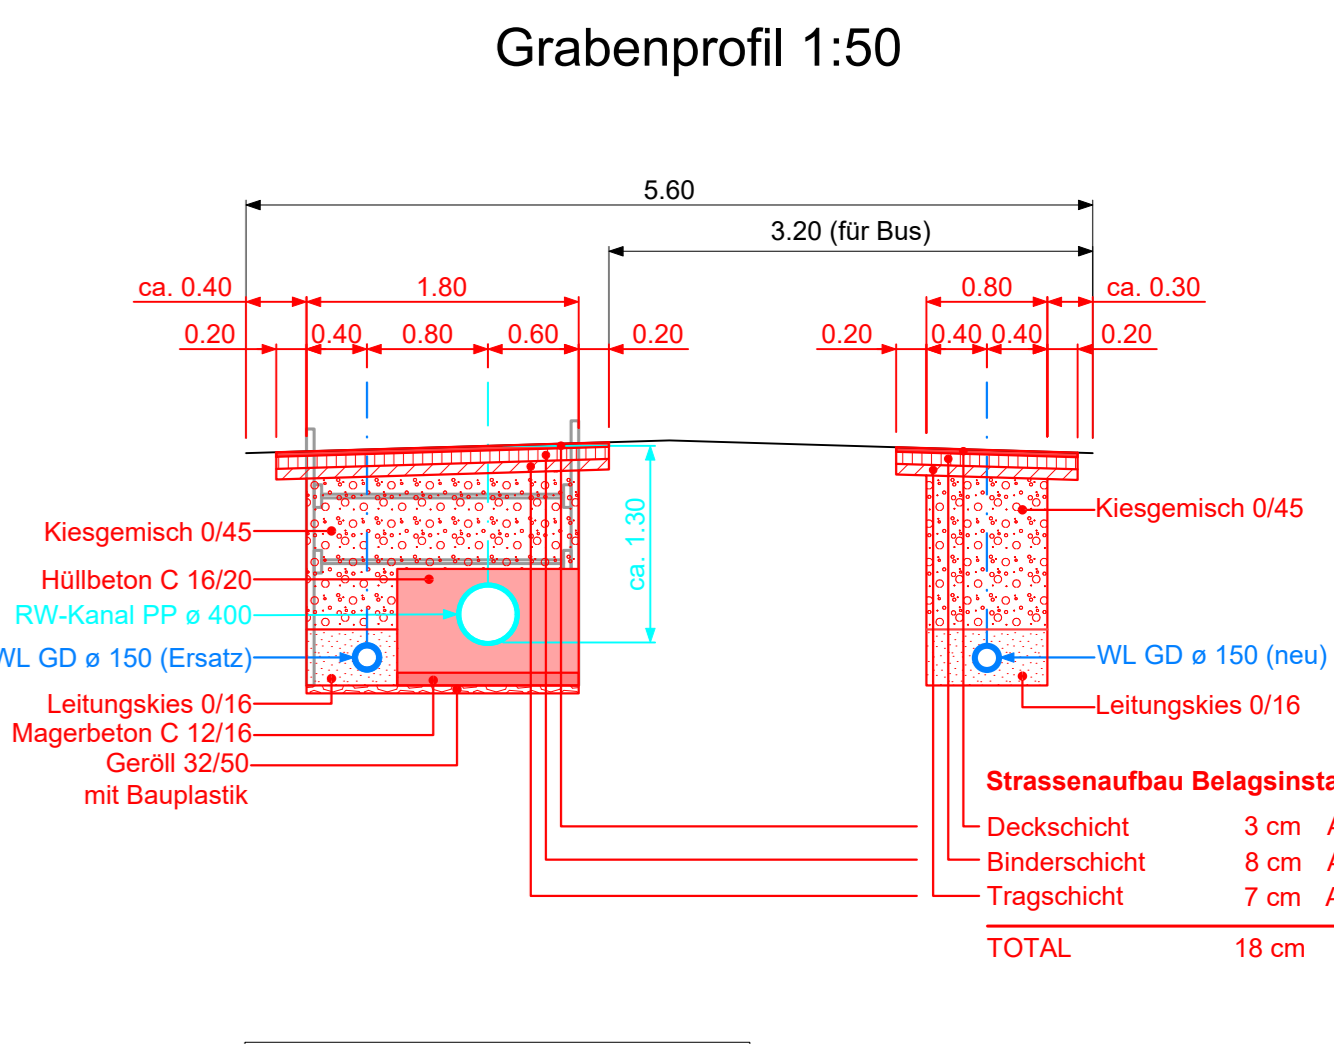 Grabenprofil 1:50
5.60
3.20 (für Bus)
ca. 0.40
1.80
0.80
ca. 0.30
0.20
0.40
0.80
0.60
0.20
0.20
0.40
0.40
0.20
ca. 1.30
Kiesgemisch 0/45
Hüllbeton C 16/20
RW-Kanal PP ø 400
WL GD ø 150 (Ersatz)
Leitungskies 0/16
Magerbeton C 12/16
Geröll 32/50
mit Bauplastik
Kiesgemisch 0/45
WL GD ø 150 (neu)
Leitungskies 0/16
Strassenaufbau Belagsinsta
Deckschicht 3 cm A
Binderschicht 8 cm A
Tragschicht 7 cm A
TOTAL 18 cm